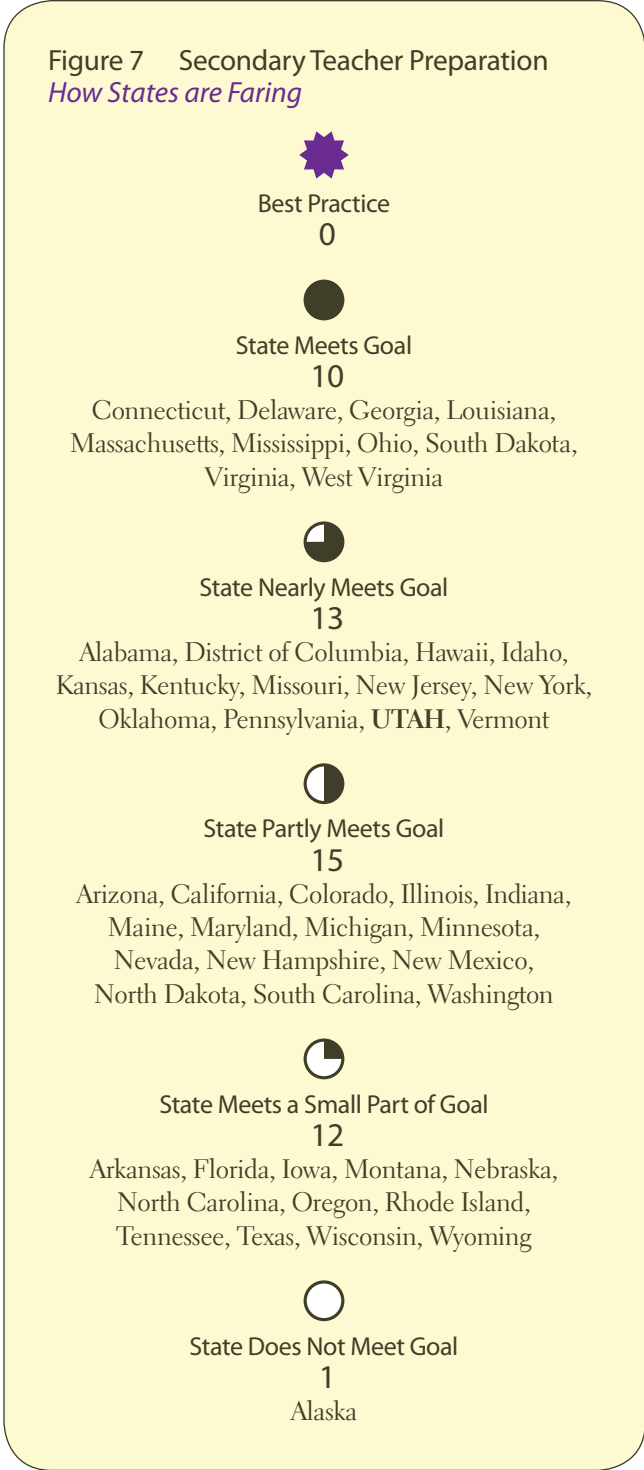 Figure 7 Secondary Teacher Preparation
How States are Faring
Best Practice
0
State Meets Goal
10
Connecticut, Delaware, Georgia, Louisiana,
Massachusetts, Mississippi, Ohio, South Dakota,
Virginia, West Virginia
State Nearly Meets Goal
13
Alabama, District of Columbia, Hawaii, Idaho,
Kansas, Kentucky, Missouri, New Jersey, New York,
Oklahoma, Pennsylvania, UTAH, Vermont
State Partly Meets Goal
15
Arizona, California, Colorado, Illinois, Indiana,
Maine, Maryland, Michigan, Minnesota,
Nevada, New Hampshire, New Mexico,
North Dakota, South Carolina, Washington
State Meets a Small Part of Goal
12
Arkansas, Florida, Iowa, Montana, Nebraska,
North Carolina, Oregon, Rhode Island,
Tennessee, Texas, Wisconsin, Wyoming
State Does Not Meet Goal
1
Alaska